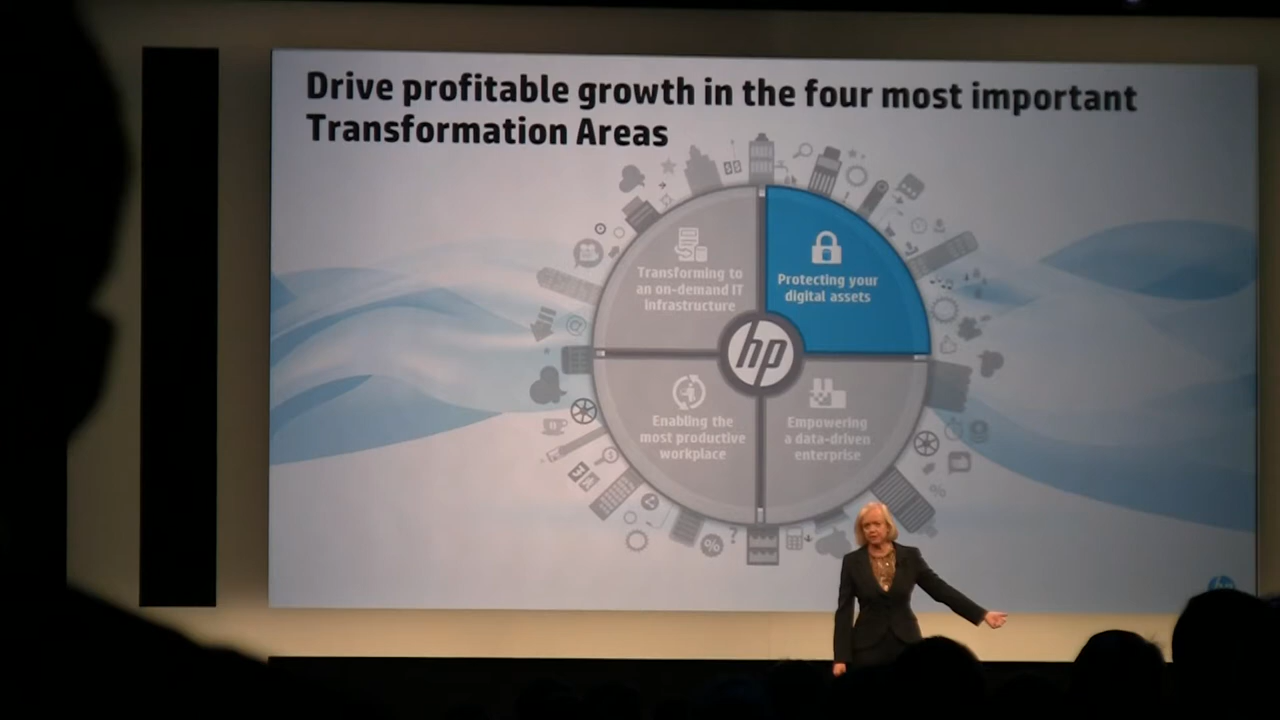 Drive profitable growth in the four most important
Transformation Areas
Transforming to
an on-demand IT
infrastructure
Protecting your
digital assets
hp
Enabling the
most productive
workplace
Empowering
a data-driven
enterprise
hp